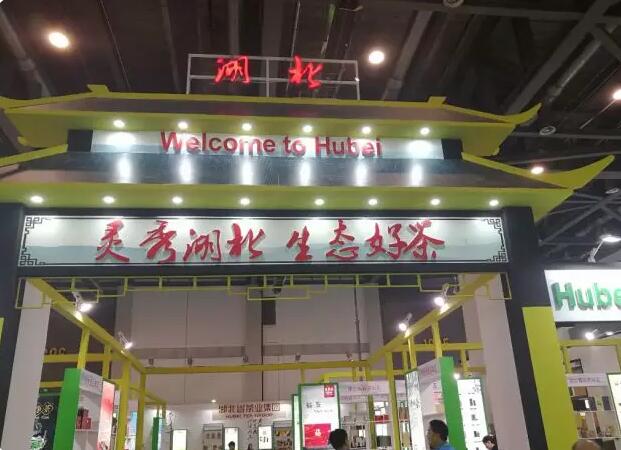 湖北
Welcome to Hubei
灵秀湖北 生态好茶
Hube
湖北省茶业集团